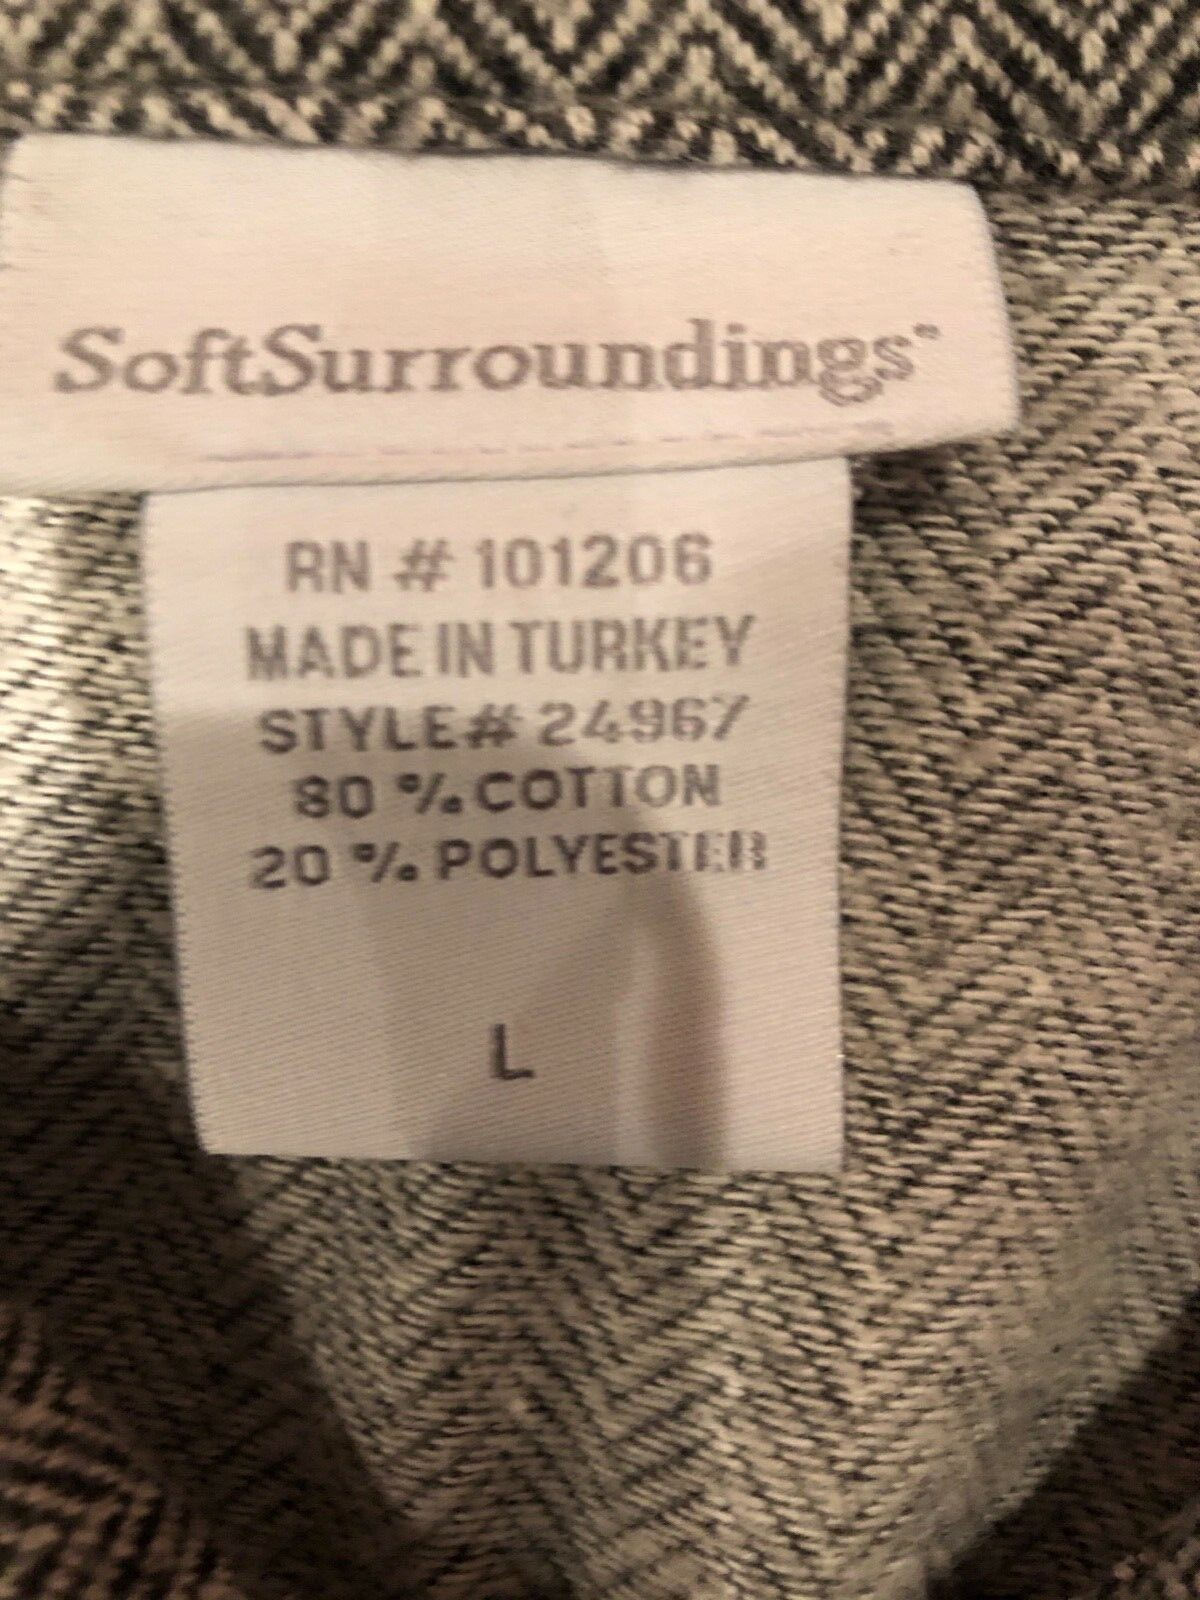 SoftSurroundings
RN # 101206
MADE IN TURKEY
STYLE# 24967
80 % COTTON
20 % POLYESTER
L